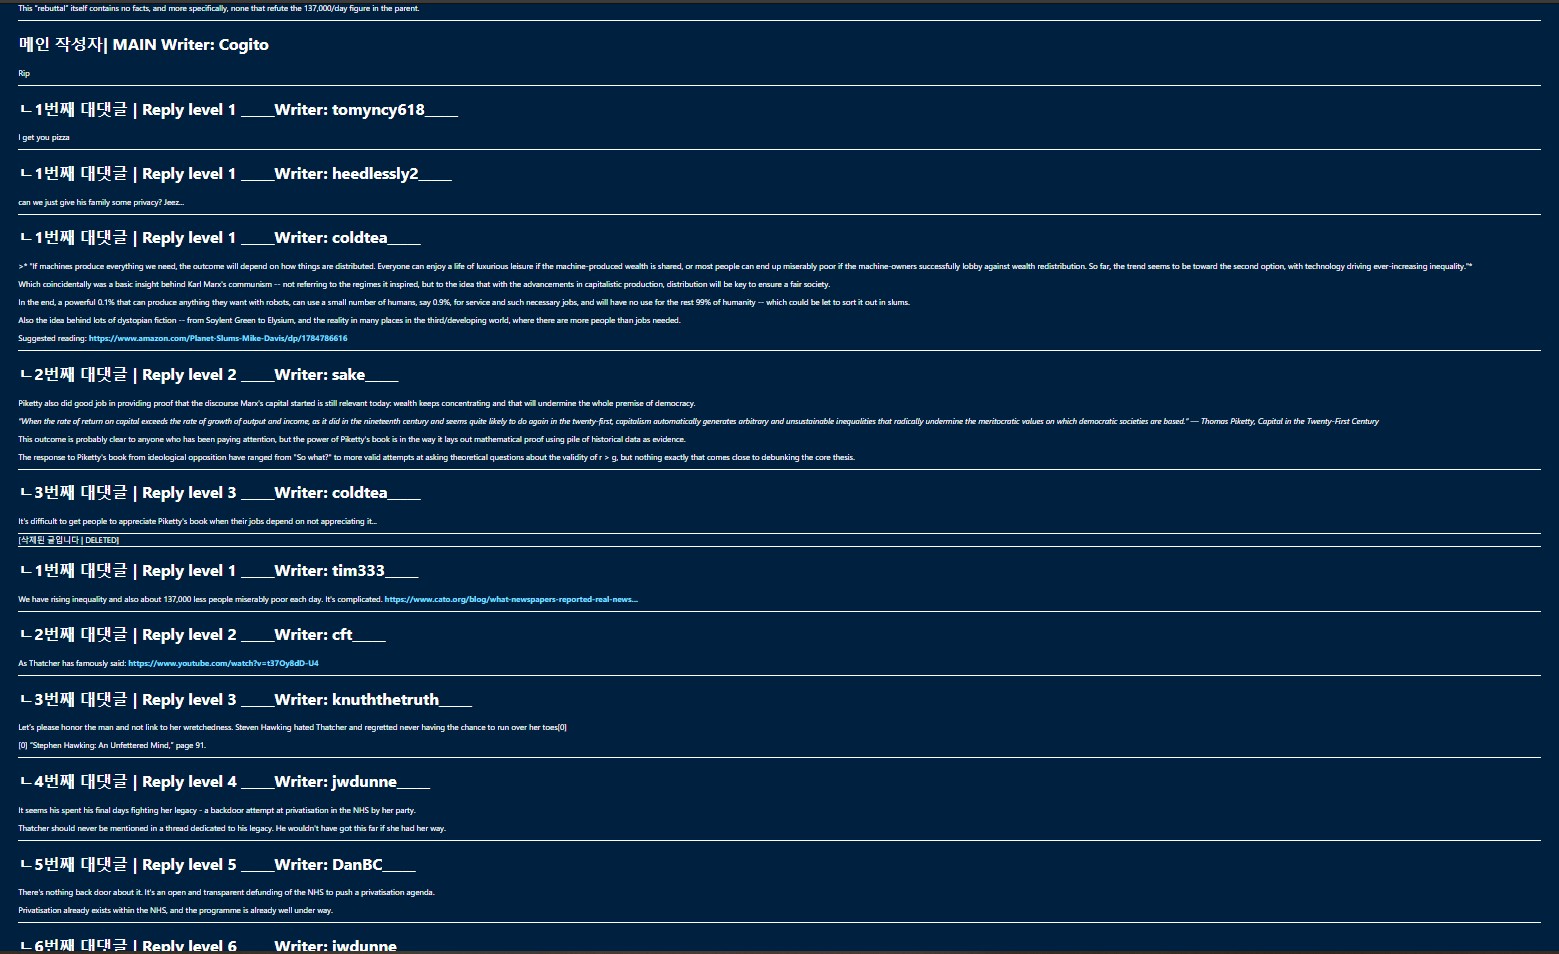 This "rebuttal" itself contains no facts, and more specifically, none that refute the 137,000/day figure in the parent.
메인 작성자| MAIN Writer: Cogito
Rip
ㄴ1번째 대댓글 | Reply level 1 _____Writer: tomyncy618_____
I get you pizza
ㄴ1번째 대댓글 | Reply level 1 _____Writer: heedlessly2_____
can we just give his family some privacy? Jeez...
ㄴ1번째 대댓글 | Reply level 1 _____Writer: coldtea_____
>* "If machines produce everything we need, the outcome will depend on how things are distributed. Everyone can enjoy a life of luxurious leisure if the machine-produced wealth is shared, or most people can end up miserably poor if the machine-owners successfully lobby against wealth redistribution. So far, the trend seems to be toward the second option, with technology driving ever-increasing inequality."*
Which coincidentally was a basic insight behind Karl Marx's communism -- not referring to the regimes it inspired, but to the idea that with the advancements in capitalistic production, distribution will be key to ensure a fair society.
In the end, a powerful 0.1% that can produce anything they want with robots, can use a small number of humans, say 0.9%, for service and such necessary jobs, and will have no use for the rest 99% of humanity -- which could be let to sort it out in slums.
Also the idea behind lots of dystopian fiction -- from Soylent Green to Elysium, and the reality in many places in the third/developing world, where there are more people than jobs needed.
Suggested reading: https://www.amazon.com/Planet-Slums-Mike-Davis/dp/1784786616
ㄴ2번째 대댓글 | Reply level 2 _____Writer: sake_____
Piketty also did good job in providing proof that the discourse Marx's capital started is still relevant today: wealth keeps concentrating and that will undermine the whole premise of democracy.
"When the rate of return on capital exceeds the rate of growth of output and income, as it did in the nineteenth century and seems quite likely to do again in the twenty-first, capitalism automatically generates arbitrary and unsustainable inequalities that radically undermine the meritocratic values on which democratic societies are based." — Thomas Piketty, Capital in the Twenty-First Century
This outcome is probably clear to anyone who has been paying attention, but the power of Piketty's book is in the way it lays out mathematical proof using pile of historical data as evidence.
The response to Piketty's book from ideological opposition have ranged from "So what?" to more valid attempts at asking theoretical questions about the validity of r > g, but nothing exactly that comes close to debunking the core thesis.
ㄴ3번째 대댓글 | Reply level 3 _____Writer: coldtea_____
It's difficult to get people to appreciate Piketty's book when their jobs depend on not appreciating it...
[삭제된 글입니다 | DELETED]
ㄴ1번째 대댓글 | Reply level 1 _____Writer: tim333_____
We have rising inequality and also about 137,000 less people miserably poor each day. It's complicated. https://www.cato.org/blog/what-newspapers-reported-real-news...
ㄴ2번째 대댓글 | Reply level 2 _____Writer: cft_____
As Thatcher has famously said: https://www.youtube.com/watch?v=t37Oy8dD-U4
ㄴ3번째 대댓글 | Reply level 3 _____Writer: knuththetruth_____
Let's please honor the man and not link to her wretchedness. Steven Hawking hated Thatcher and regretted never having the chance to run over her toes[0]
[0] "Stephen Hawking: An Unfettered Mind," page 91.
ㄴ4번째 대댓글 | Reply level 4 _____Writer: jwdunne_____
It seems his spent his final days fighting her legacy - a backdoor attempt at privatisation in the NHS by her party.
Thatcher should never be mentioned in a thread dedicated to his legacy. He wouldn't have got this far if she had her way.
ㄴ5번째 대댓글 | Reply level 5 _____Writer: DanBC_____
There's nothing back door about it. It's an open and transparent defunding of the NHS to push a privatisation agenda.
Privatisation already exists within the NHS, and the programme is already well under way.
ㄴ6번째 대댓글 | Reply level 6 Writer: jwdunne